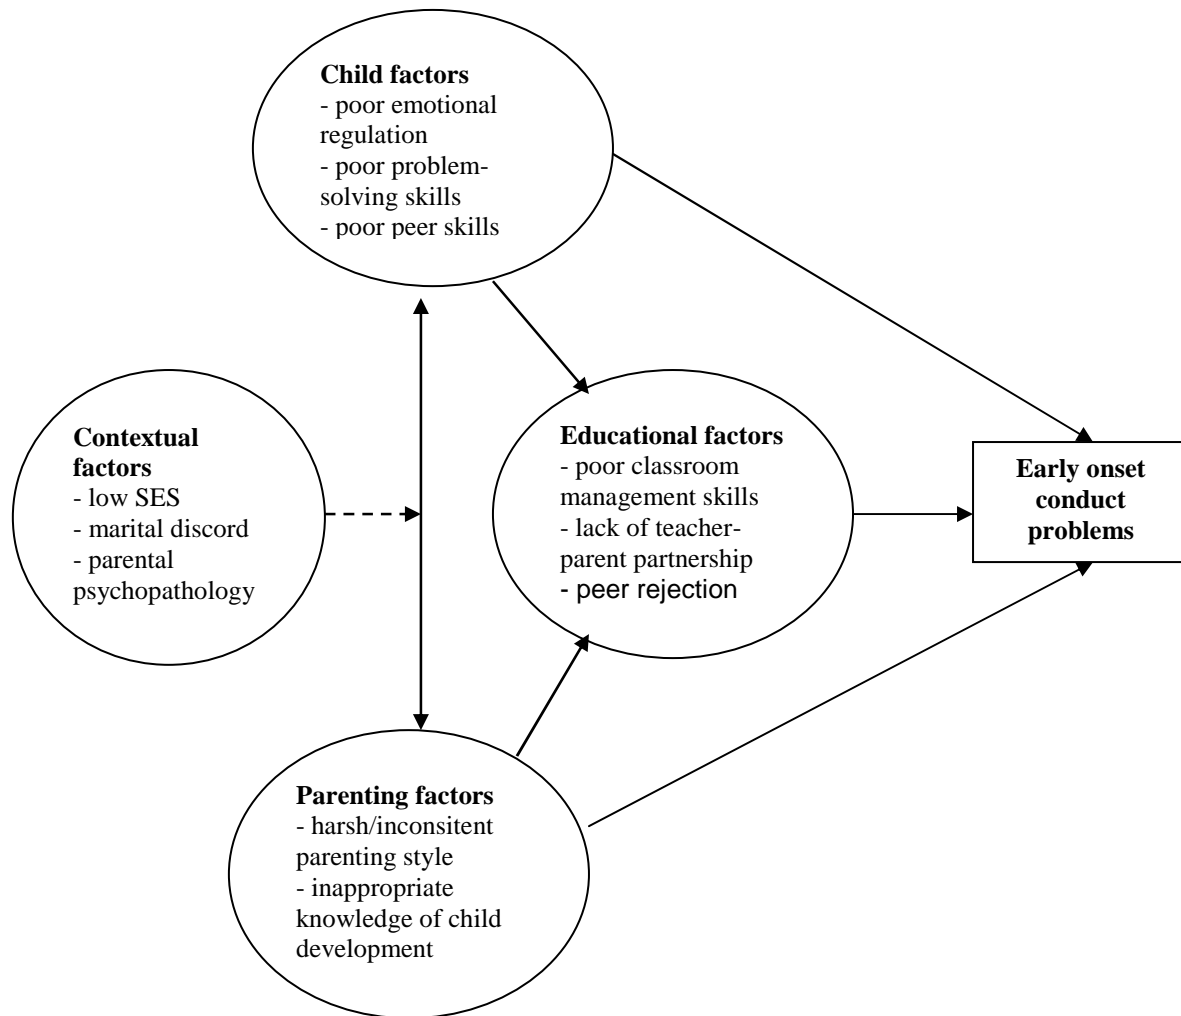 Child factors
- poor emotional
regulation
- poor problem-
solving skills
- poor peer skills
Contextual
factors
- low SES
- marital discord
- parental
psychopathology
Educational factors
- poor classroom
management skills
- lack of teacher-
parent partnership
- peer rejection
Early onset
conduct
problems
Parenting factors
- harsh/inconsitent
parenting style
- inappropriate
knowledge of child
development